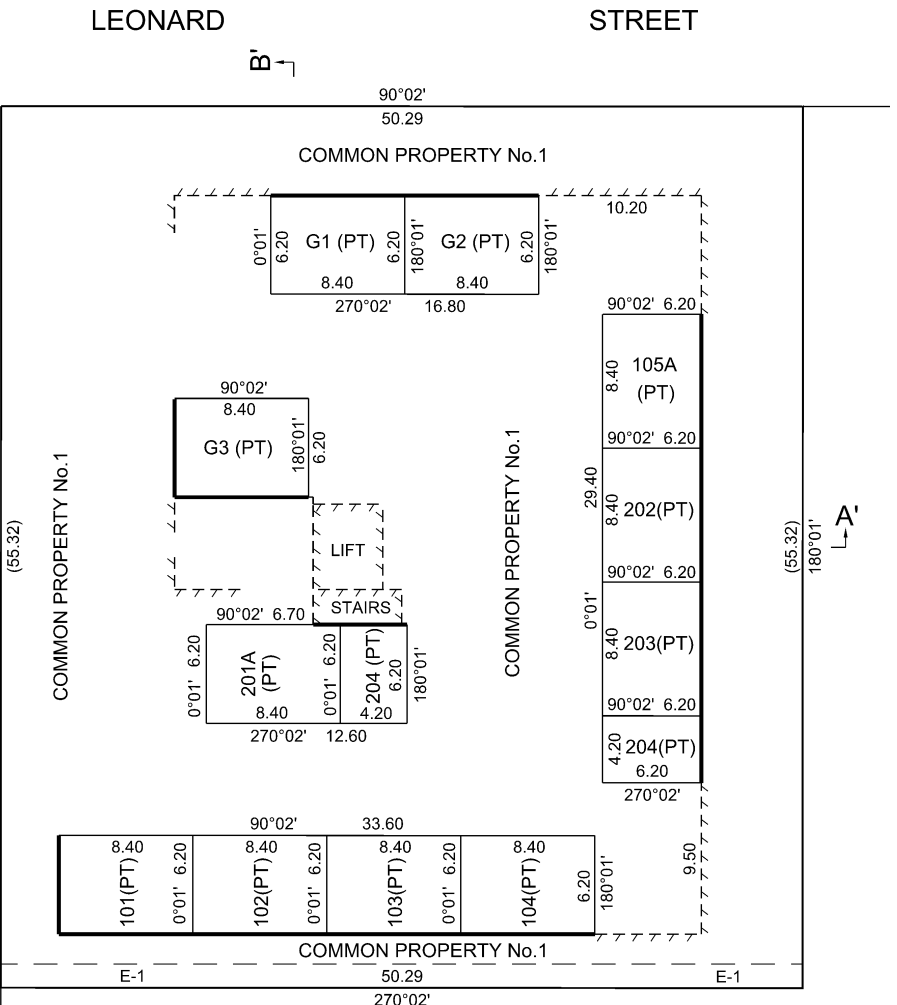 LEONARD STREET
B'
90°02'
50.29
COMMON PROPERTY No.1
10.20
0°01'
6.20
G1 (PT)
6.20
180°01'
G2 (PT)
6.20
180°01'
8.40
8.40
270°02' 16.80
90°02' 6.20
8.40
105A
(PT)
90°02'
8.40
G3 (PT)
180°01'
6.20
90°02' 6.20
29.40
8.40
202(PT)
COMMON PROPERTY No.1
COMMON PROPERTY No.1
(55.32)
(55.32)
180°01'
A'
LIFT
90°02' 6.20
STAIRS
0°01'
8.40
203(PT)
90°02' 6.70
0°01' 6.20
201A
(PT)
0°01' 6.20
204 (PT)
6.20
180°01'
8.40
4.20
270°02' 12.60
90°02' 6.20
4.20
204(PT)
6.20
270°02'
90°02' 33.60
8.40
8.40
8.40
8.40
101(PT)
0°01' 6.20
102(PT)
0°01' 6.20
103(PT)
0°01' 6.20
104(PT)
6.20
180°01'
9.50
COMMON PROPERTY No.1
E-1
50.29
E-1
270°02'